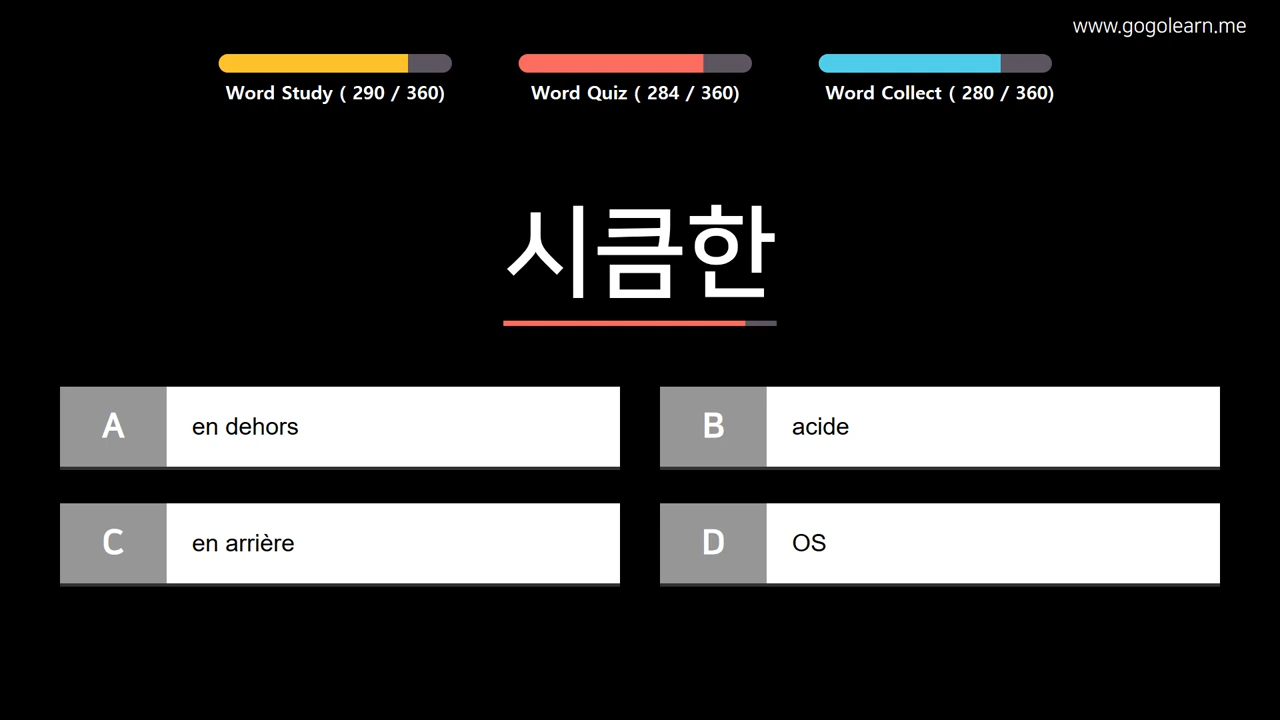 www.gogolearn.me
Word Study ( 290 / 360)
Word Quiz ( 284 / 360)
Word Collect ( 280 / 360)
시큼한
A
en dehors
B
acide
C
en arrière
D
OS